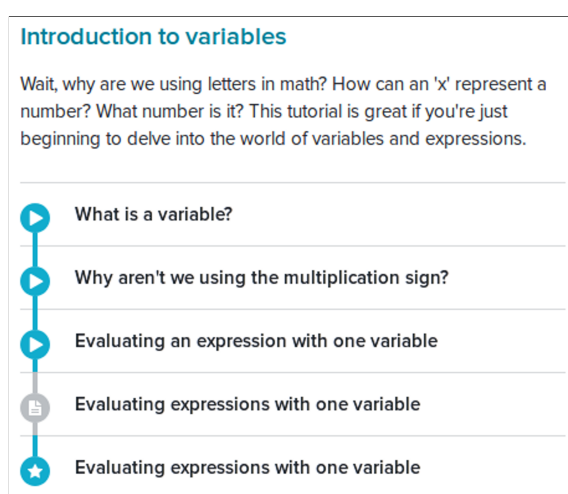 Introduction to variables
Wait, why are we using letters in math? How can an 'x' represent a
number? What number is it? This tutorial is great if you're just
beginning to delve into the world of variables and expressions.
What is a variable?
Why aren't we using the multiplication sign?
Evaluating an expression with one variable
Evaluating expressions with one variable
Evaluating expressions with one variable